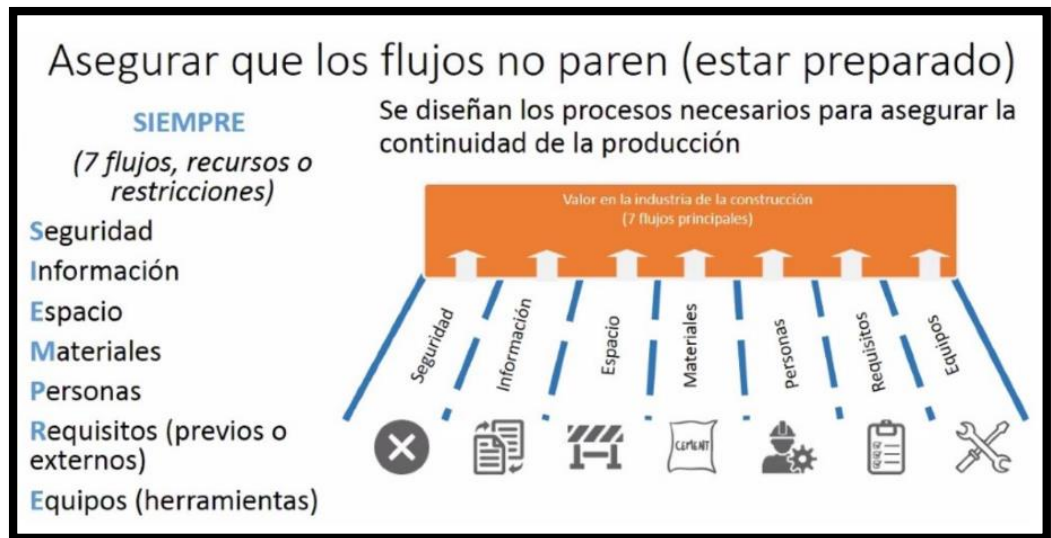 Asegurar que los flujos no paren (estar preparado)
SIEMPRE
(7 flujos, recursos o
restricciones)
Seguridad
Información
Espacio
Materiales
Personas
Requisitos (previos o
externos)
Equipos (herramientas)
Se diseñan los procesos necesarios para asegurar la
continuidad de la producción
Valor en la industria de la construcción
(7 flujos principales)
Seguridad
Información
Espacio
Materiales
Personas
Requisitos
Equipos
CEMENT